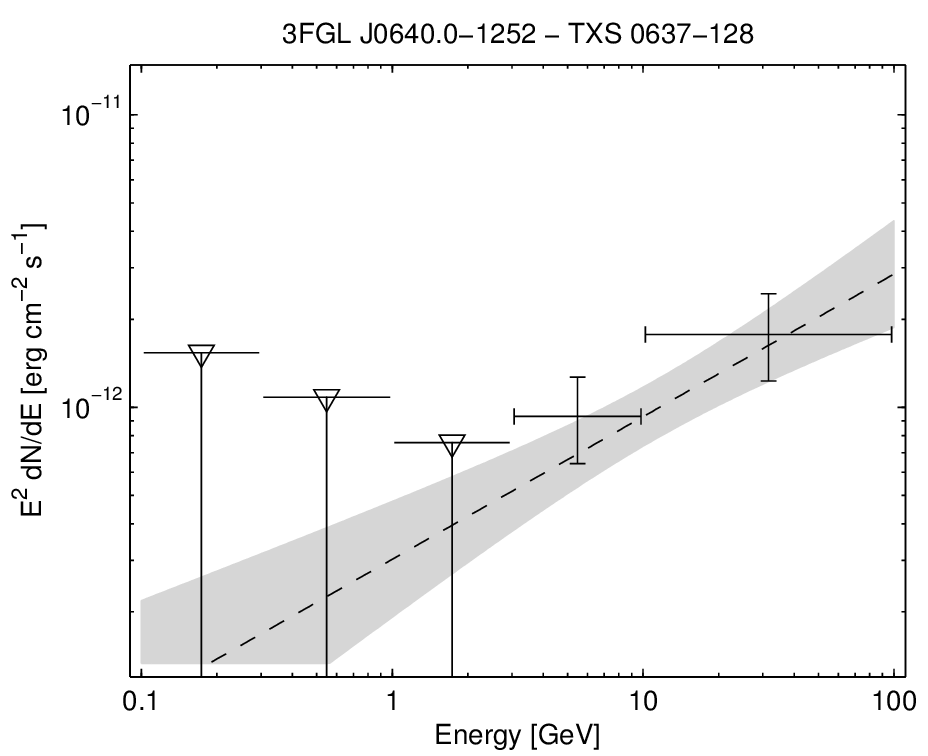 3FGL J0640.0−1252 − TXS 0637−128
10⁻¹¹
10⁻¹²
E² dN/dE [erg cm⁻² s⁻¹]
0.1 1 10 100
Energy [GeV]